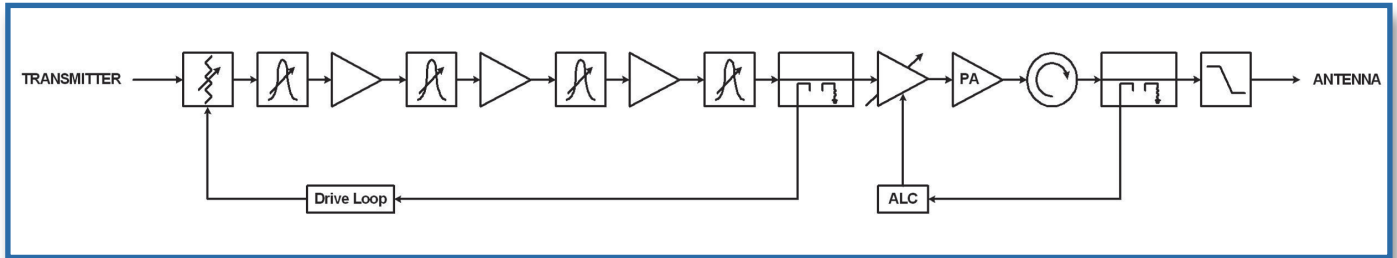 TRANSMITTER
PA
ANTENNA
Drive Loop
ALC